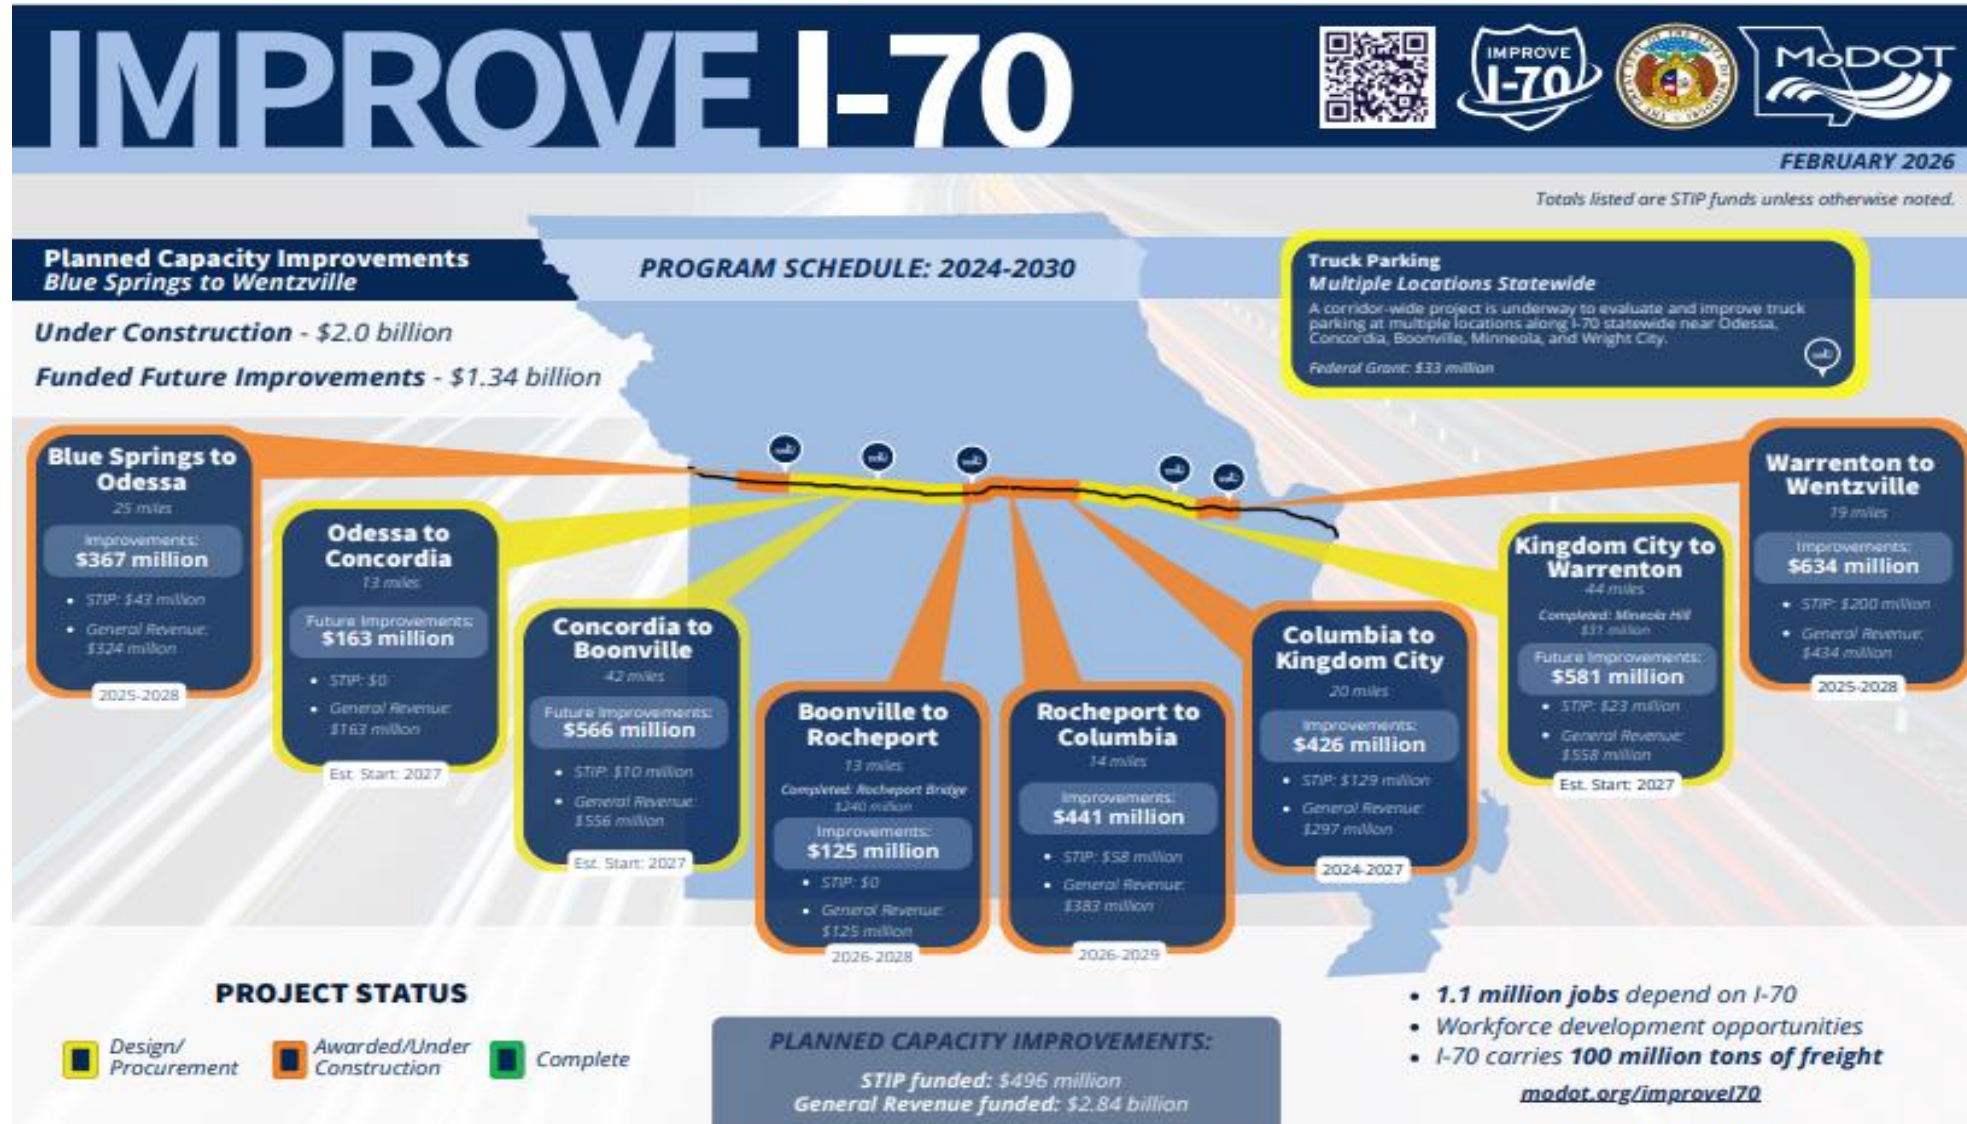 IMPROVE I-70
IMPROVE
I-70
MoDOT
FEBRUARY 2026
Totals listed are STIP funds unless otherwise noted.
Planned Capacity Improvements
Blue Springs to Wentzville
PROGRAM SCHEDULE: 2024-2030
Under Construction - $2.0 billion
Funded Future Improvements - $1.34 billion
Truck Parking
Multiple Locations Statewide
A corridor-wide project is underway to evaluate and improve truck
parking at multiple locations along I-70 statewide near Odessa,
Concordia, Boonville, Minneola, and Wright City.
Federal Grant: $33 million
Blue Springs to
Odessa
25 miles
Improvements:
$367 million
• STIP: $43 million
• General Revenue:
$324 million
2025-2028
Odessa to
Concordia
13 miles
Future Improvements:
$163 million
• STIP: $0
• General Revenue:
$163 million
Est. Start: 2027
Concordia to
Boonville
42 miles
Future Improvements:
$566 million
• STIP: $10 million
• General Revenue:
$556 million
Est. Start: 2027
Boonville to
Rocheport
13 miles
Completed: Rocheport Bridge
$240 million
Improvements:
$125 million
• STIP: $0
• General Revenue:
$125 million
2026-2028
Rocheport to
Columbia
14 miles
Improvements:
$441 million
• STIP: $58 million
• General Revenue:
$383 million
2026-2029
Columbia to
Kingdom City
20 miles
Improvements:
$426 million
• STIP: $129 million
• General Revenue:
$297 million
2024-2027
Kingdom City to
Warrenton
44 miles
Completed: Mineola Hill
$31 million
Future Improvements:
$581 million
• STIP: $23 million
• General Revenue:
$558 million
Est. Start: 2027
Warrenton to
Wentzville
19 miles
Improvements:
$634 million
• STIP: $200 million
• General Revenue:
$434 million
2025-2028
PROJECT STATUS
Design/
Procurement
Awarded/Under
Construction
Complete
PLANNED CAPACITY IMPROVEMENTS:
STIP funded: $496 million
General Revenue funded: $2.84 billion
• 1.1 million jobs depend on I-70
• Workforce development opportunities
• I-70 carries 100 million tons of freight
modot.org/improveI70